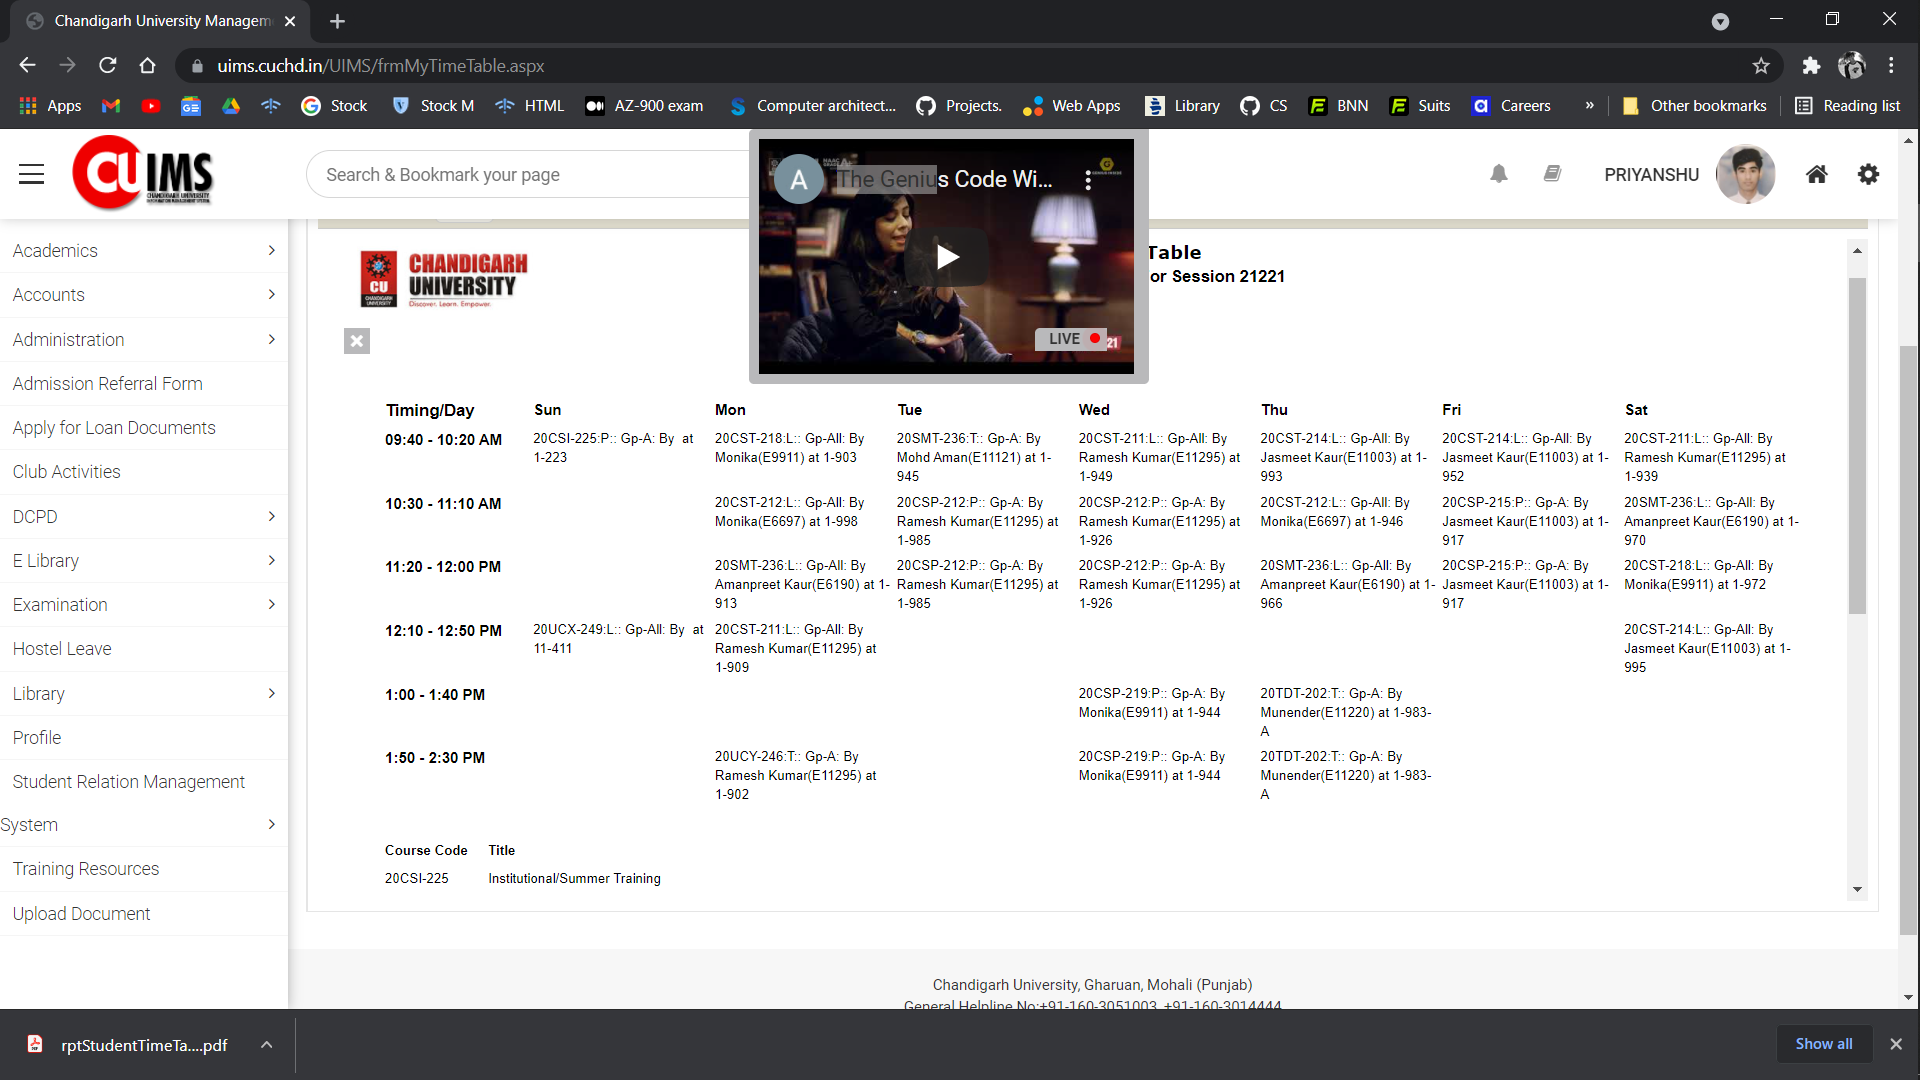 Chandigarh University Managem
uims.cuchd.in/UIMS/frmMyTimeTable.aspx
Apps Stock Stock M HTML AZ-900 exam Computer architect... Projects. Web Apps Library CS BNN Suits Careers » Other bookmarks Reading list
CUIMS
CHANDIGARH UNIVERSITY
INFORMATION MANAGEMENT SYSTEM
Search & Bookmark your page
A The Genius Code Wi...
LIVE
21
PRIYANSHU
Academics
Accounts
Administration
Admission Referral Form
Apply for Loan Documents
Club Activities
DCPD
E Library
Examination
Hostel Leave
Library
Profile
Student Relation Management
System
Training Resources
Upload Document
CU
CHANDIGARH
UNIVERSITY
CHANDIGARH
UNIVERSITY
Discover. Learn. Empower.
Table
or Session 21221
Timing/Day Sun Mon Tue Wed Thu Fri Sat
09:40 - 10:20 AM 20CSI-225:P:: Gp-A: By at 20CST-218:L:: Gp-All: By 20SMT-236:T:: Gp-A: By 20CST-211:L:: Gp-All: By 20CST-214:L:: Gp-All: By 20CST-214:L:: Gp-All: By 20CST-211:L:: Gp-All: By
1-223 Monika(E9911) at 1-903 Mohd Aman(E11121) at 1- Ramesh Kumar(E11295) at Jasmeet Kaur(E11003) at 1- Jasmeet Kaur(E11003) at 1- Ramesh Kumar(E11295) at
945 1-949 993 952 1-939
10:30 - 11:10 AM 20CST-212:L:: Gp-All: By 20CSP-212:P:: Gp-A: By 20CSP-212:P:: Gp-A: By 20CST-212:L:: Gp-All: By 20CSP-215:P:: Gp-A: By 20SMT-236:L:: Gp-All: By
Monika(E6697) at 1-998 Ramesh Kumar(E11295) at Ramesh Kumar(E11295) at Monika(E6697) at 1-946 Jasmeet Kaur(E11003) at 1- Amanpreet Kaur(E6190) at 1-
1-985 1-926 917 970
11:20 - 12:00 PM 20SMT-236:L:: Gp-All: By 20CSP-212:P:: Gp-A: By 20CSP-212:P:: Gp-A: By 20SMT-236:L:: Gp-All: By 20CSP-215:P:: Gp-A: By 20CST-218:L:: Gp-All: By
Amanpreet Kaur(E6190) at 1- Ramesh Kumar(E11295) at Ramesh Kumar(E11295) at Amanpreet Kaur(E6190) at 1- Jasmeet Kaur(E11003) at 1- Monika(E9911) at 1-972
913 1-985 1-926 966 917
12:10 - 12:50 PM 20UCX-249:L:: Gp-All: By at 20CST-211:L:: Gp-All: By 20CST-214:L:: Gp-All: By
11-411 Ramesh Kumar(E11295) at Jasmeet Kaur(E11003) at 1-
1-909 995
1:00 - 1:40 PM 20CSP-219:P:: Gp-A: By 20TDT-202:T:: Gp-A: By
Monika(E9911) at 1-944 Munender(E11220) at 1-983-
A
1:50 - 2:30 PM 20UCY-246:T:: Gp-A: By 20CSP-219:P:: Gp-A: By 20TDT-202:T:: Gp-A: By
Ramesh Kumar(E11295) at Monika(E9911) at 1-944 Munender(E11220) at 1-983-
1-902 A
Course Code Title
20CSI-225 Institutional/Summer Training
Chandigarh University, Gharuan, Mohali (Punjab)
General Helpline No:+91-160-3051003, +91-160-3014444
rptStudentTimeTa....pdf
Show all